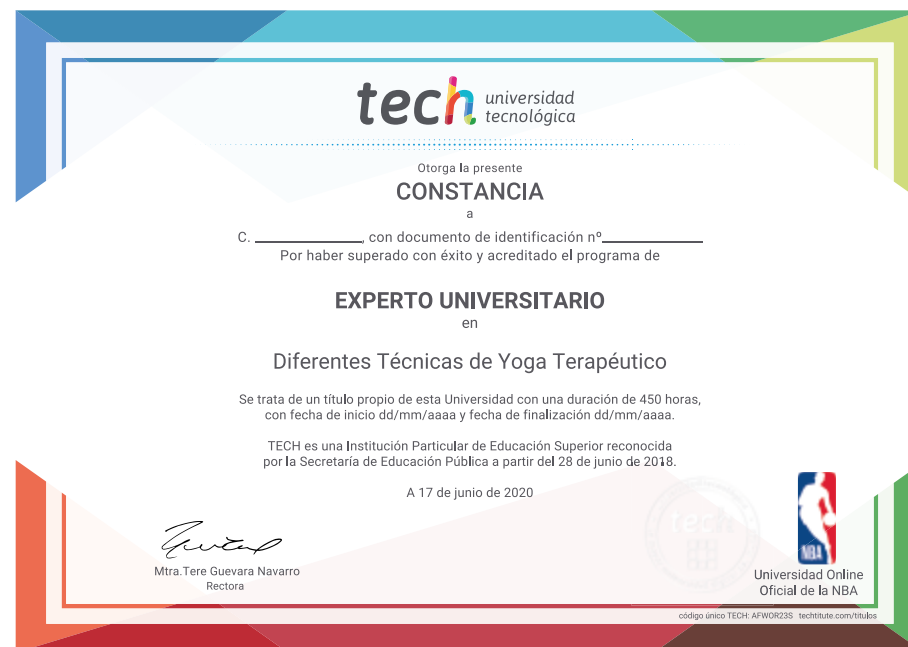 tech universidad
tecnológica
Otorga la presente
CONSTANCIA
a
C. ____________, con documento de identificación nº____________
Por haber superado con éxito y acreditado el programa de
EXPERTO UNIVERSITARIO
en
Diferentes Técnicas de Yoga Terapéutico
Se trata de un título propio de esta Universidad con una duración de 450 horas,
con fecha de inicio dd/mm/aaaa y fecha de finalización dd/mm/aaaa.
TECH es una Institución Particular de Educación Superior reconocida
por la Secretaría de Educación Pública a partir del 28 de junio de 2018.
A 17 de junio de 2020
tech
NBA
Mtra.Tere Guevara Navarro
Rectora
Universidad Online
Oficial de la NBA
código único TECH: AFWOR23S techtitute.com/titulos